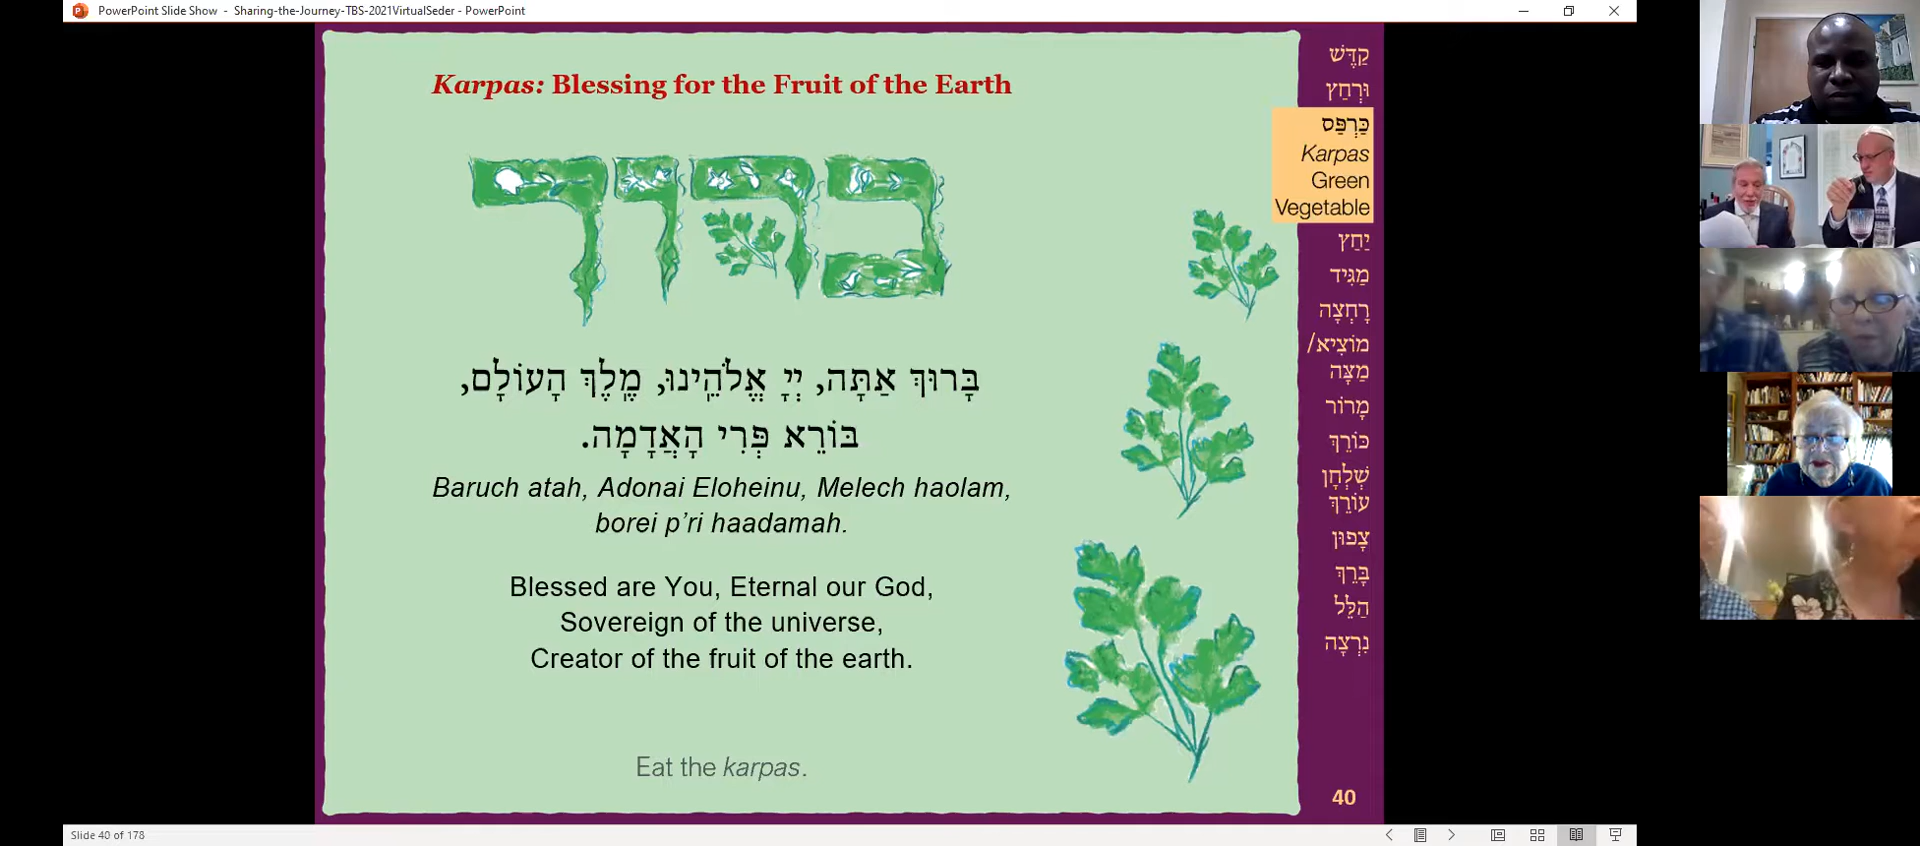 PowerPoint Slide Show - Sharing-the-Journey-TBS-2021VirtualSeder - PowerPoint
Karpas: Blessing for the Fruit of the Earth
ברוך
בָּרוּךְ אַתָּה, יְיָ אֱלֹהֵֽינוּ, מֶֽלֶךְ הָעוֹלָם,
בּוֹרֵא פְּרִי הָאֲדָמָה.
Baruch atah, Adonai Eloheinu, Melech haolam,
borei p’ri haadamah.
Blessed are You, Eternal our God,
Sovereign of the universe,
Creator of the fruit of the earth.
Eat the karpas.
קַדֶּשׁ
וּרְחַץ
כַּרְפַּס
Karpas
Green
Vegetable
יַחַץ
מַגִּיד
רָחְצָה
מוֹצִיא/
מַצָּה
מָרוֹר
כּוֹרֵךְ
שֻׁלְחָן
עוֹרֵךְ
צָפוּן
בָּרֵךְ
הַלֵּל
נִרְצָה
40
Slide 40 of 178